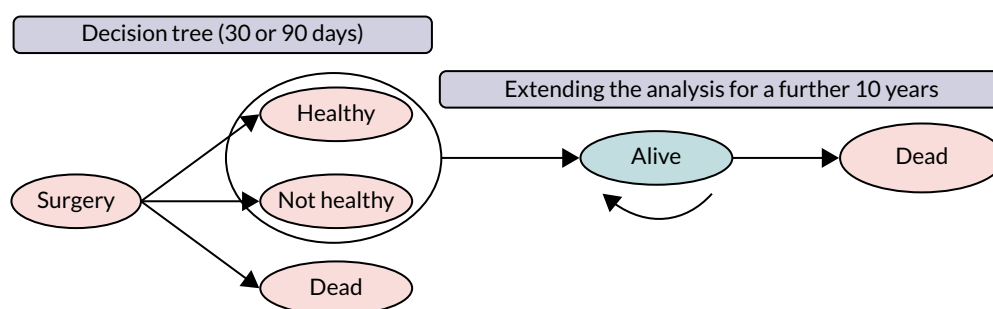 Decision tree (30 or 90 days)
Extending the analysis for a further 10 years
Healthy
Alive
Dead
Surgery
Not healthy
Dead